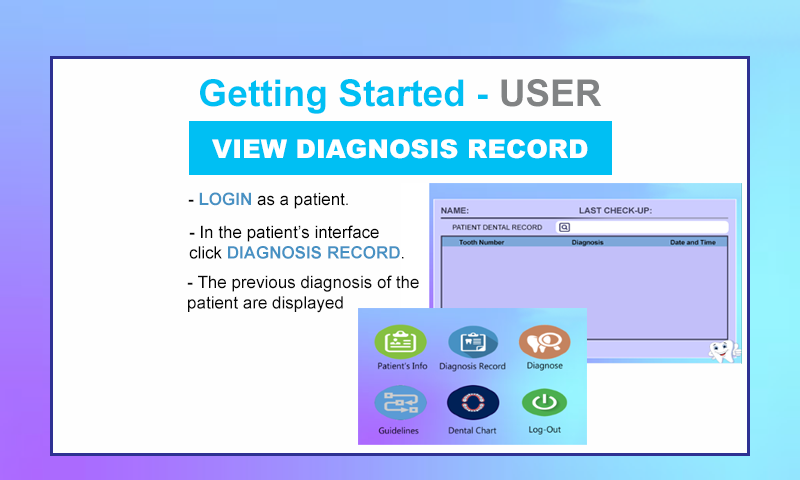 Getting Started - USER
VIEW DIAGNOSIS RECORD
- LOGIN as a patient.
- In the patient's interface
click DIAGNOSIS RECORD.
- The previous diagnosis of the
patient are displayed
NAME: LAST CHECK-UP:
PATIENT DENTAL RECORD
Tooth Number Diagnosis Date and Time
Patient's Info Diagnosis Record Diagnose
Guidelines Dental Chart Log-Out